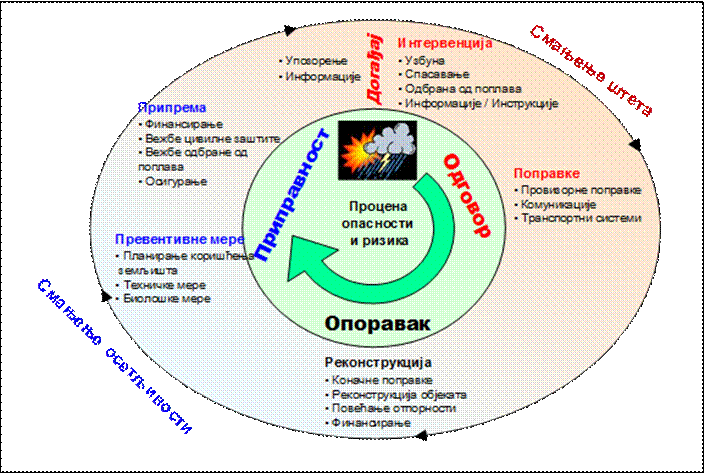 Смањење штета
Догађај
• Упозорење
• Информације
Интервенција
• Узбуна
• Спасавање
• Одбрана од поплава
• Информације / Инструкције
Припрема
• Финансирање
• Вежбе цивилне заштите
• Вежбе одбране од
поплава
• Осигурање
Приправност
Одговор
Процена
опасности
и ризика
Поправке
• Провизорне поправке
• Комуникације
• Транспортни системи
Превентивне мере
• Планирање коришћења
земљишта
• Техничке мере
• Биолошке мере
Смањење осетљивости
Опоравак
Реконструкција
• Коначне поправке
• Реконструкција објеката
• Повећање отпорности
• Финансирање